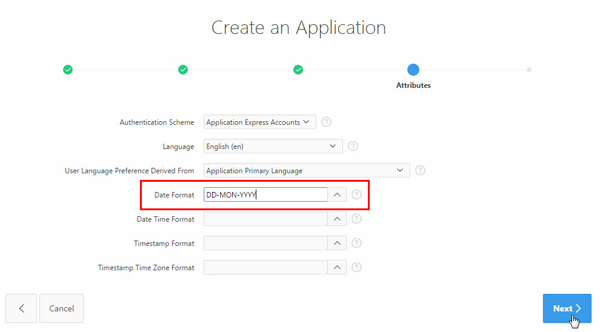 Create an Application
Attributes
Authentication Scheme Application Express Accounts ?
Language English (en) ?
User Language Preference Derived From Application Primary Language ?
Date Format DD-MON-YYYY ?
Date Time Format ?
Timestamp Format ?
Timestamp Time Zone Format ?
Cancel Next